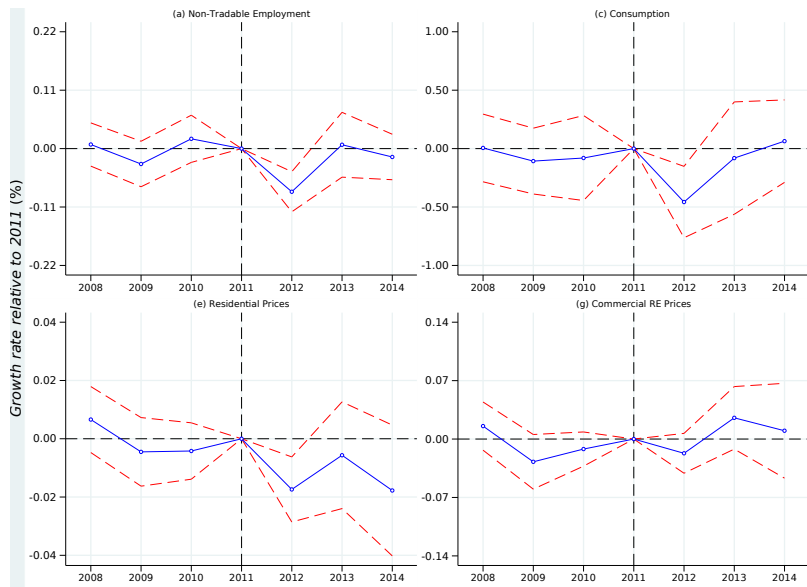 Growth rate relative to 2011 (%)
(a) Non-Tradable Employment
0.22
0.11
0.00
-0.11
-0.22
2008 2009 2010 2011 2012 2013 2014
(c) Consumption
1.00
0.50
0.00
-0.50
-1.00
2008 2009 2010 2011 2012 2013 2014
(e) Residential Prices
0.04
0.02
0.00
-0.02
-0.04
2008 2009 2010 2011 2012 2013 2014
(g) Commercial RE Prices
0.14
0.07
0.00
-0.07
-0.14
2008 2009 2010 2011 2012 2013 2014